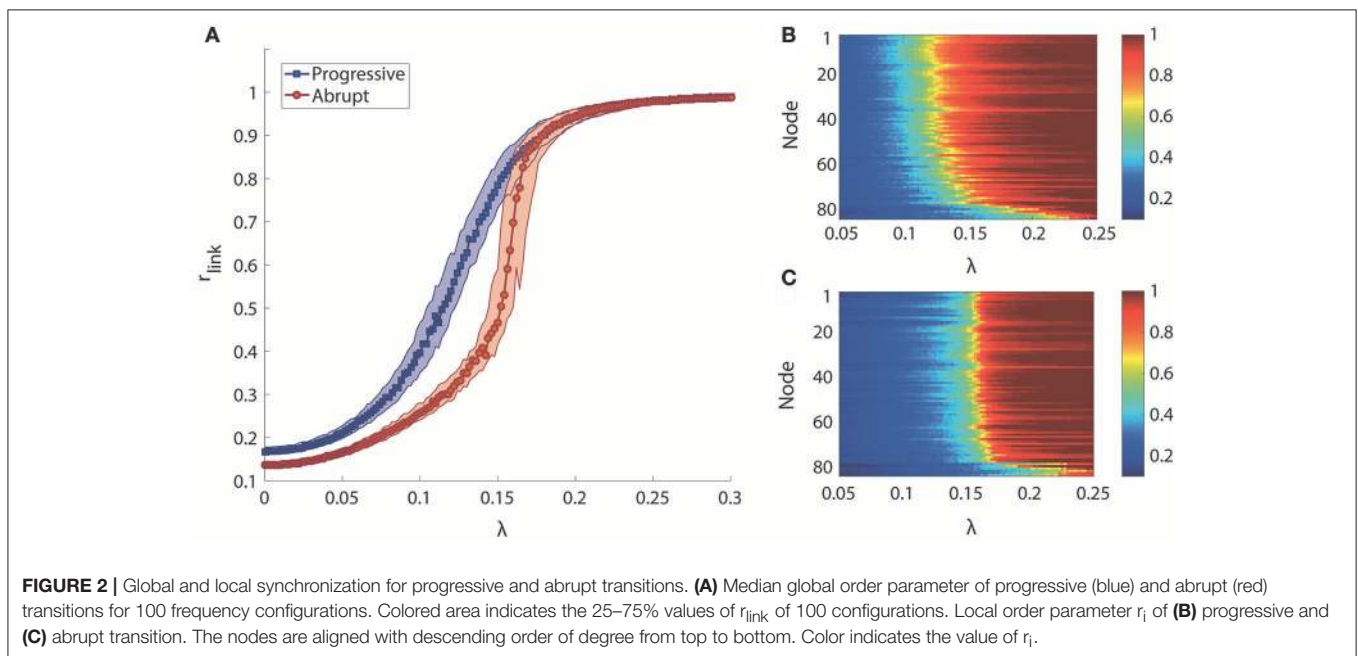 A
Progressive
Abrupt
1
0.9
0.8
0.7
0.6
0.5
0.4
0.3
0.2
0.1
r_link
0 0.05 0.1 0.15 0.2 0.25 0.3
λ
B
1
20
40
60
80
Node
0.05 0.1 0.15 0.2 0.25
λ
1
0.8
0.6
0.4
0.2
C
1
20
40
60
80
Node
0.05 0.1 0.15 0.2 0.25
λ
1
0.8
0.6
0.4
0.2
FIGURE 2 | Global and local synchronization for progressive and abrupt transitions. (A) Median global order parameter of progressive (blue) and abrupt (red)
transitions for 100 frequency configurations. Colored area indicates the 25–75% values of r_link of 100 configurations. Local order parameter r_i of (B) progressive and
(C) abrupt transition. The nodes are aligned with descending order of degree from top to bottom. Color indicates the value of r_i.